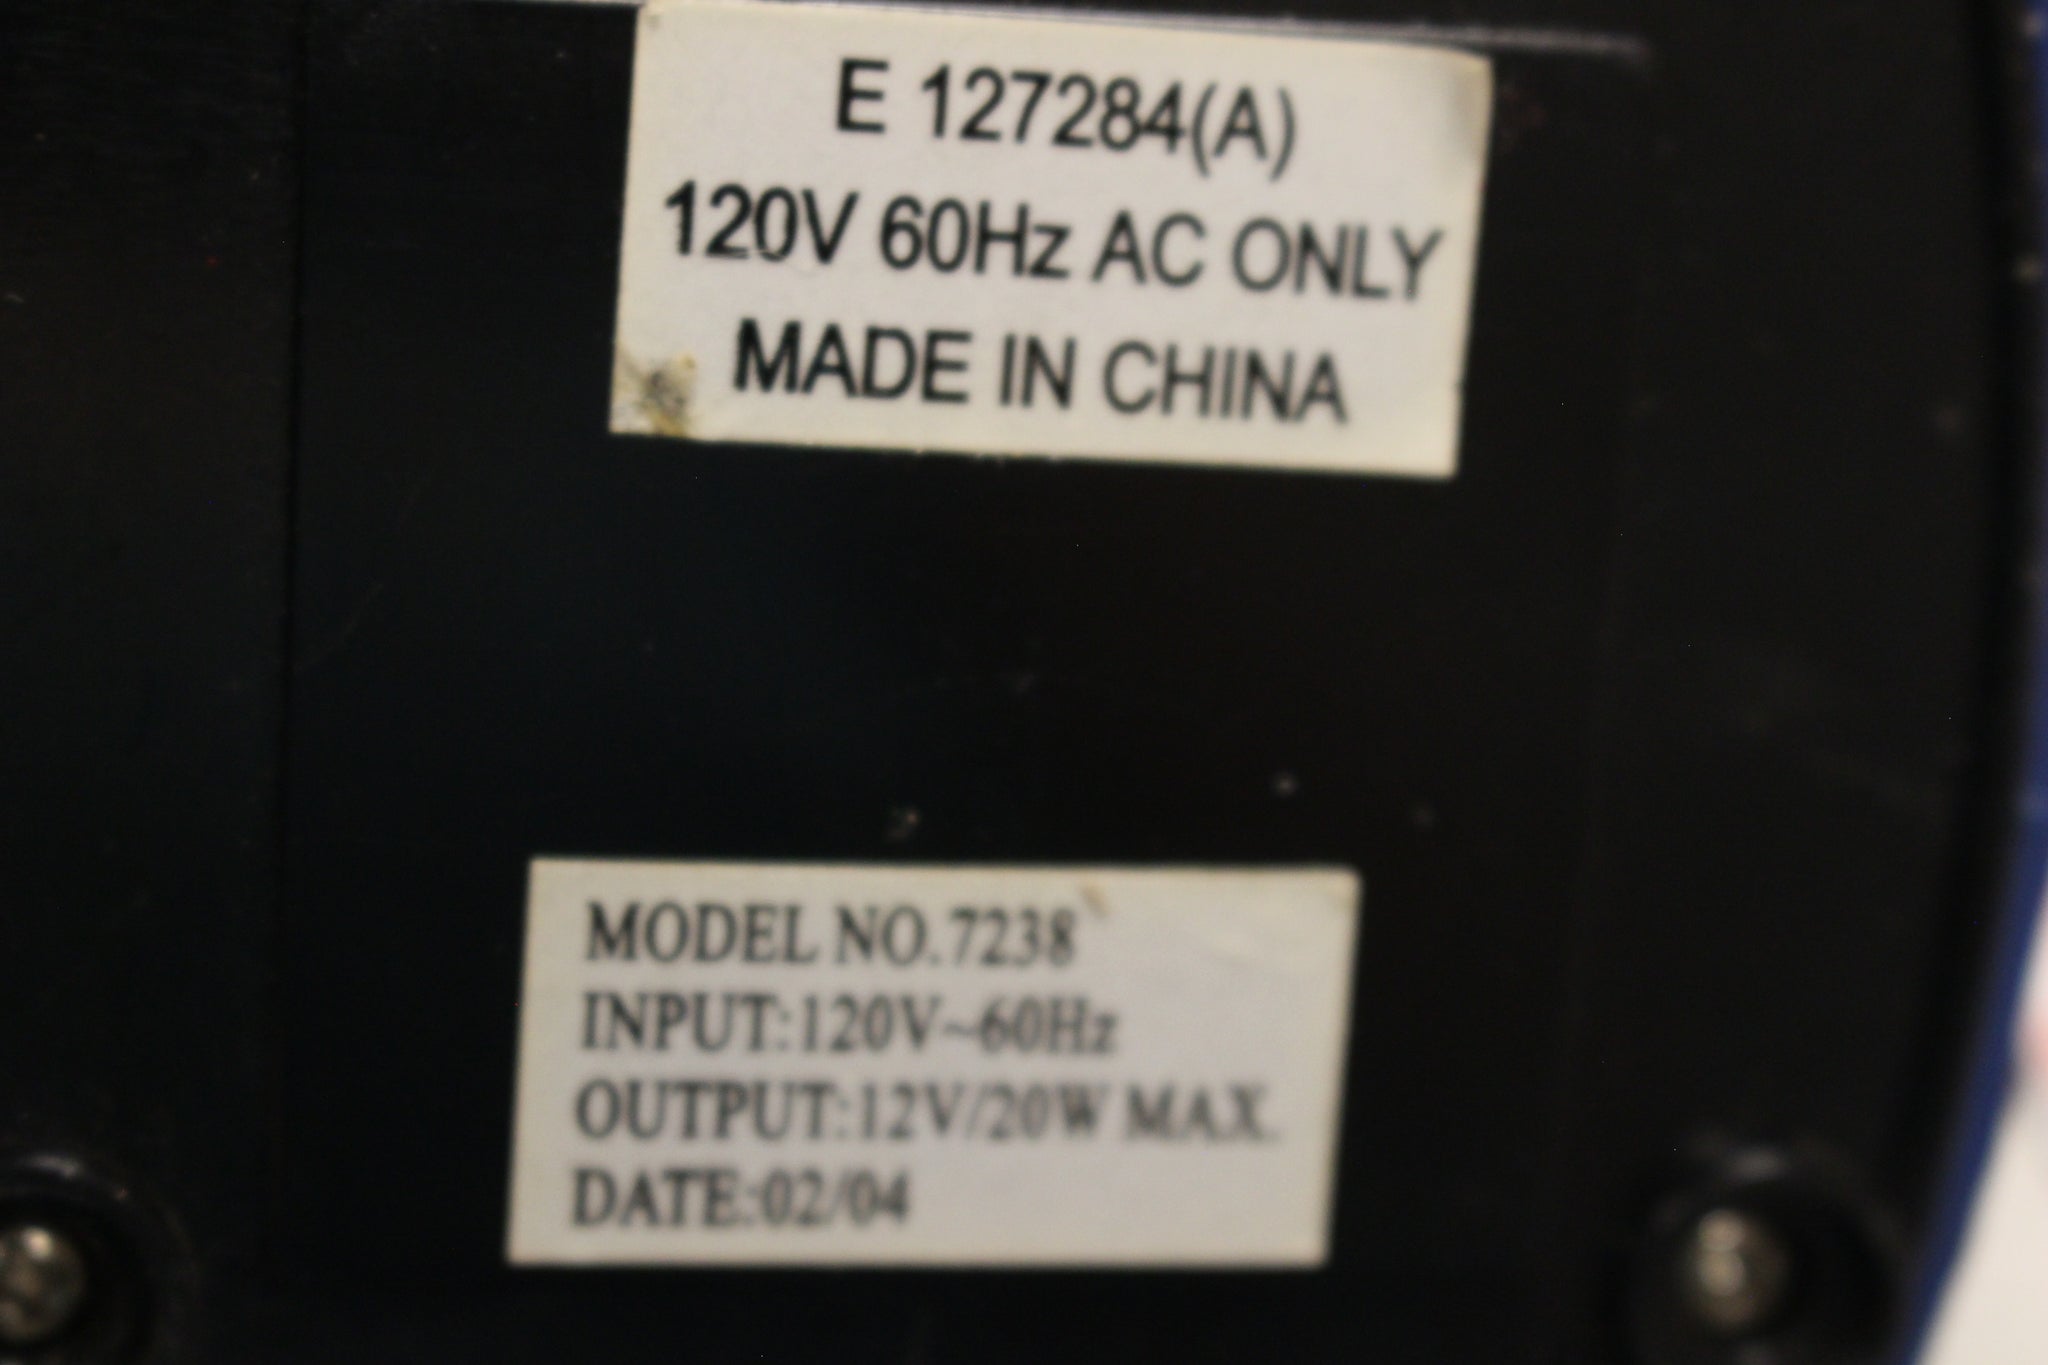 E 127284(A)
120V 60Hz AC ONLY
MADE IN CHINA
MODEL NO.7238
INPUT:120V~60Hz
OUTPUT:12V/20W MAX.
DATE:02/04